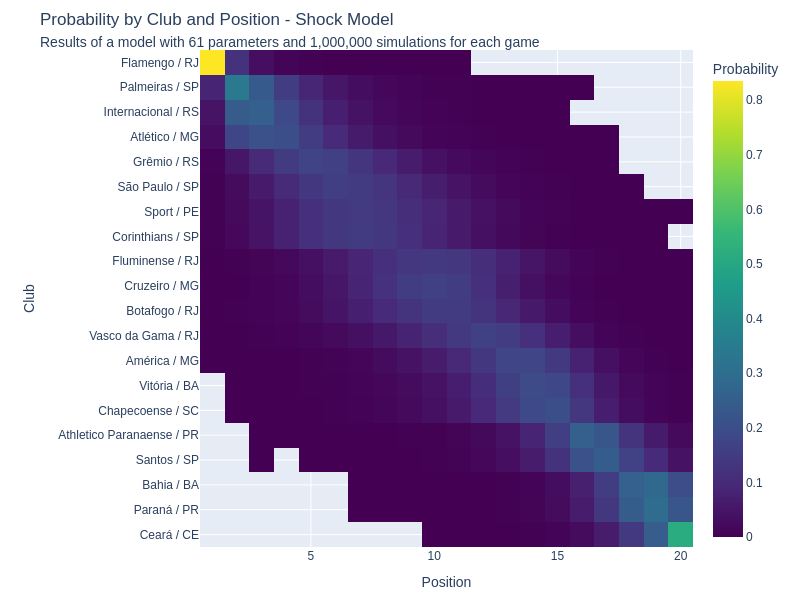 Probability by Club and Position - Shock Model
Results of a model with 61 parameters and 1,000,000 simulations for each game
Probability
Club
Flamengo / RJ
Palmeiras / SP
Internacional / RS
Atlético / MG
Grêmio / RS
São Paulo / SP
Sport / PE
Corinthians / SP
Fluminense / RJ
Cruzeiro / MG
Botafogo / RJ
Vasco da Gama / RJ
América / MG
Vitória / BA
Chapecoense / SC
Athletico Paranaense / PR
Santos / SP
Bahia / BA
Paraná / PR
Ceará / CE
0.8
0.7
0.6
0.5
0.4
0.3
0.2
0.1
0
5 10 15 20
Position